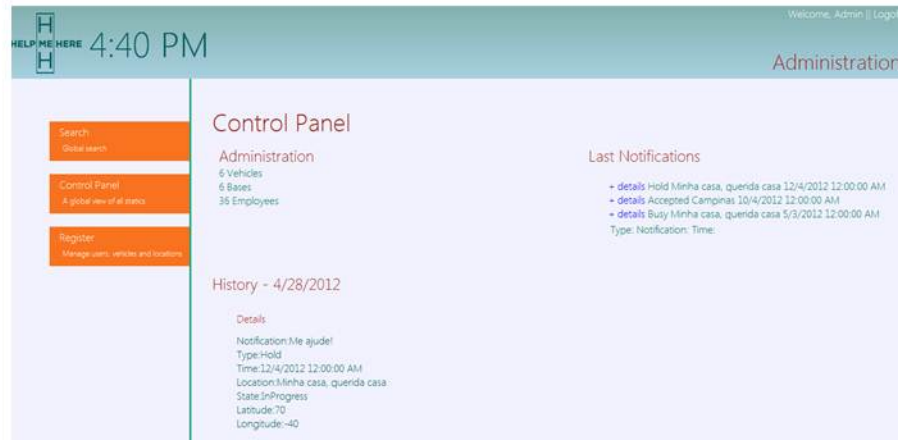 Welcome, Admin || Logo
H
HELP ME HERE
H
4:40 PM
Administration
Search
Global search
Control Panel
A global view of all statics
Register
Manage users, vehicles and locations
Control Panel
Administration
6 Vehicles
6 Bases
36 Employees
Last Notifications
+ details Hold Minha casa, querida casa 12/4/2012 12:00:00 AM
+ details Accepted Campinas 10/4/2012 12:00:00 AM
+ details Busy Minha casa, querida casa 5/3/2012 12:00:00 AM
Type: Notification: Time:
History - 4/28/2012
Details
Notification:Me ajude!
Type:Hold
Time:12/4/2012 12:00:00 AM
Location:Minha casa, querida casa
State:InProgress
Latitude:70
Longitude:-40